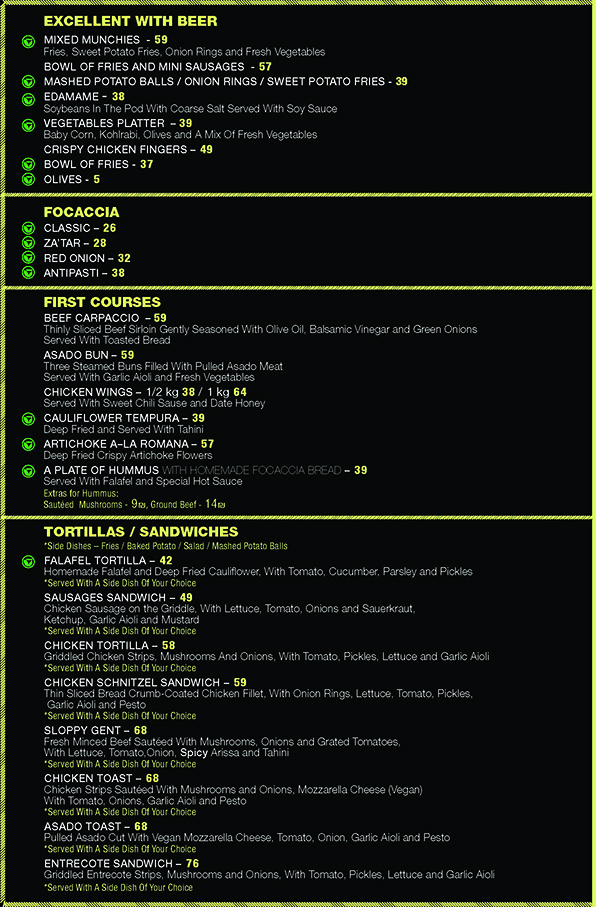 EXCELLENT WITH BEER
MIXED MUNCHIES - 59
Fries, Sweet Potato Fries, Onion Rings and Fresh Vegetables
BOWL OF FRIES AND MINI SAUSAGES - 57
MASHED POTATO BALLS / ONION RINGS / SWEET POTATO FRIES - 39
EDAMAME – 38
Soybeans In The Pod With Coarse Salt Served With Soy Sauce
VEGETABLES PLATTER – 39
Baby Corn, Kohlrabi, Olives and A Mix Of Fresh Vegetables
CRISPY CHICKEN FINGERS – 49
BOWL OF FRIES - 37
OLIVES - 5
FOCACCIA
CLASSIC – 26
ZA'TAR – 28
RED ONION – 32
ANTIPASTI – 38
FIRST COURSES
BEEF CARPACCIO – 59
Thinly Sliced Beef Sirloin Gently Seasoned With Olive Oil, Balsamic Vinegar and Green Onions
Served With Toasted Bread
ASADO BUN – 59
Three Steamed Buns Filled With Pulled Asado Meat
Served With Garlic Aioli and Fresh Vegetables
CHICKEN WINGS – 1/2 kg 38 / 1 kg 64
Served With Sweet Chili Sause and Date Honey
CAULIFLOWER TEMPURA – 39
Deep Fried and Served With Tahini
ARTICHOKE A–LA ROMANA – 57
Deep Fried Crispy Artichoke Flowers
A PLATE OF HUMMUS WITH HOMEMADE FOCACCIA BREAD – 39
Served With Falafel and Special Hot Sauce
Extras for Hummus:
Sautéed Mushrooms - 9₪, Ground Beef - 14₪
TORTILLAS / SANDWICHES
*Side Dishes – Fries / Baked Potato / Salad / Mashed Potato Balls
FALAFEL TORTILLA – 42
Homemade Falafel and Deep Fried Cauliflower, With Tomato, Cucumber, Parsley and Pickles
*Served With A Side Dish Of Your Choice
SAUSAGES SANDWICH – 49
Chicken Sausage on the Griddle, With Lettuce, Tomato, Onions and Sauerkraut,
Ketchup, Garlic Aioli and Mustard
*Served With A Side Dish Of Your Choice
CHICKEN TORTILLA – 58
Griddled Chicken Strips, Mushrooms And Onions, With Tomato, Pickles, Lettuce and Garlic Aioli
*Served With A Side Dish Of Your Choice
CHICKEN SCHNITZEL SANDWICH – 59
Thin Sliced Bread Crumb-Coated Chicken Fillet, With Onion Rings, Lettuce, Tomato, Pickles,
Garlic Aioli and Pesto
*Served With A Side Dish Of Your Choice
SLOPPY GENT – 68
Fresh Minced Beef Sautéed With Mushrooms, Onions and Grated Tomatoes,
With Lettuce, Tomato,Onion, Spicy Arissa and Tahini
*Served With A Side Dish Of Your Choice
CHICKEN TOAST – 68
Chicken Strips Sautéed With Mushrooms and Onions, Mozzarella Cheese (Vegan)
With Tomato, Onions, Garlic Aioli and Pesto
*Served With A Side Dish Of Your Choice
ASADO TOAST – 68
Pulled Asado Cut With Vegan Mozzarella Cheese, Tomato, Onion, Garlic Aioli and Pesto
*Served With A Side Dish Of Your Choice
ENTRECOTE SANDWICH – 76
Griddled Entrecote Strips, Mushrooms and Onions, With Tomato, Pickles, Lettuce and Garlic Aioli
*Served With A Side Dish Of Your Choice